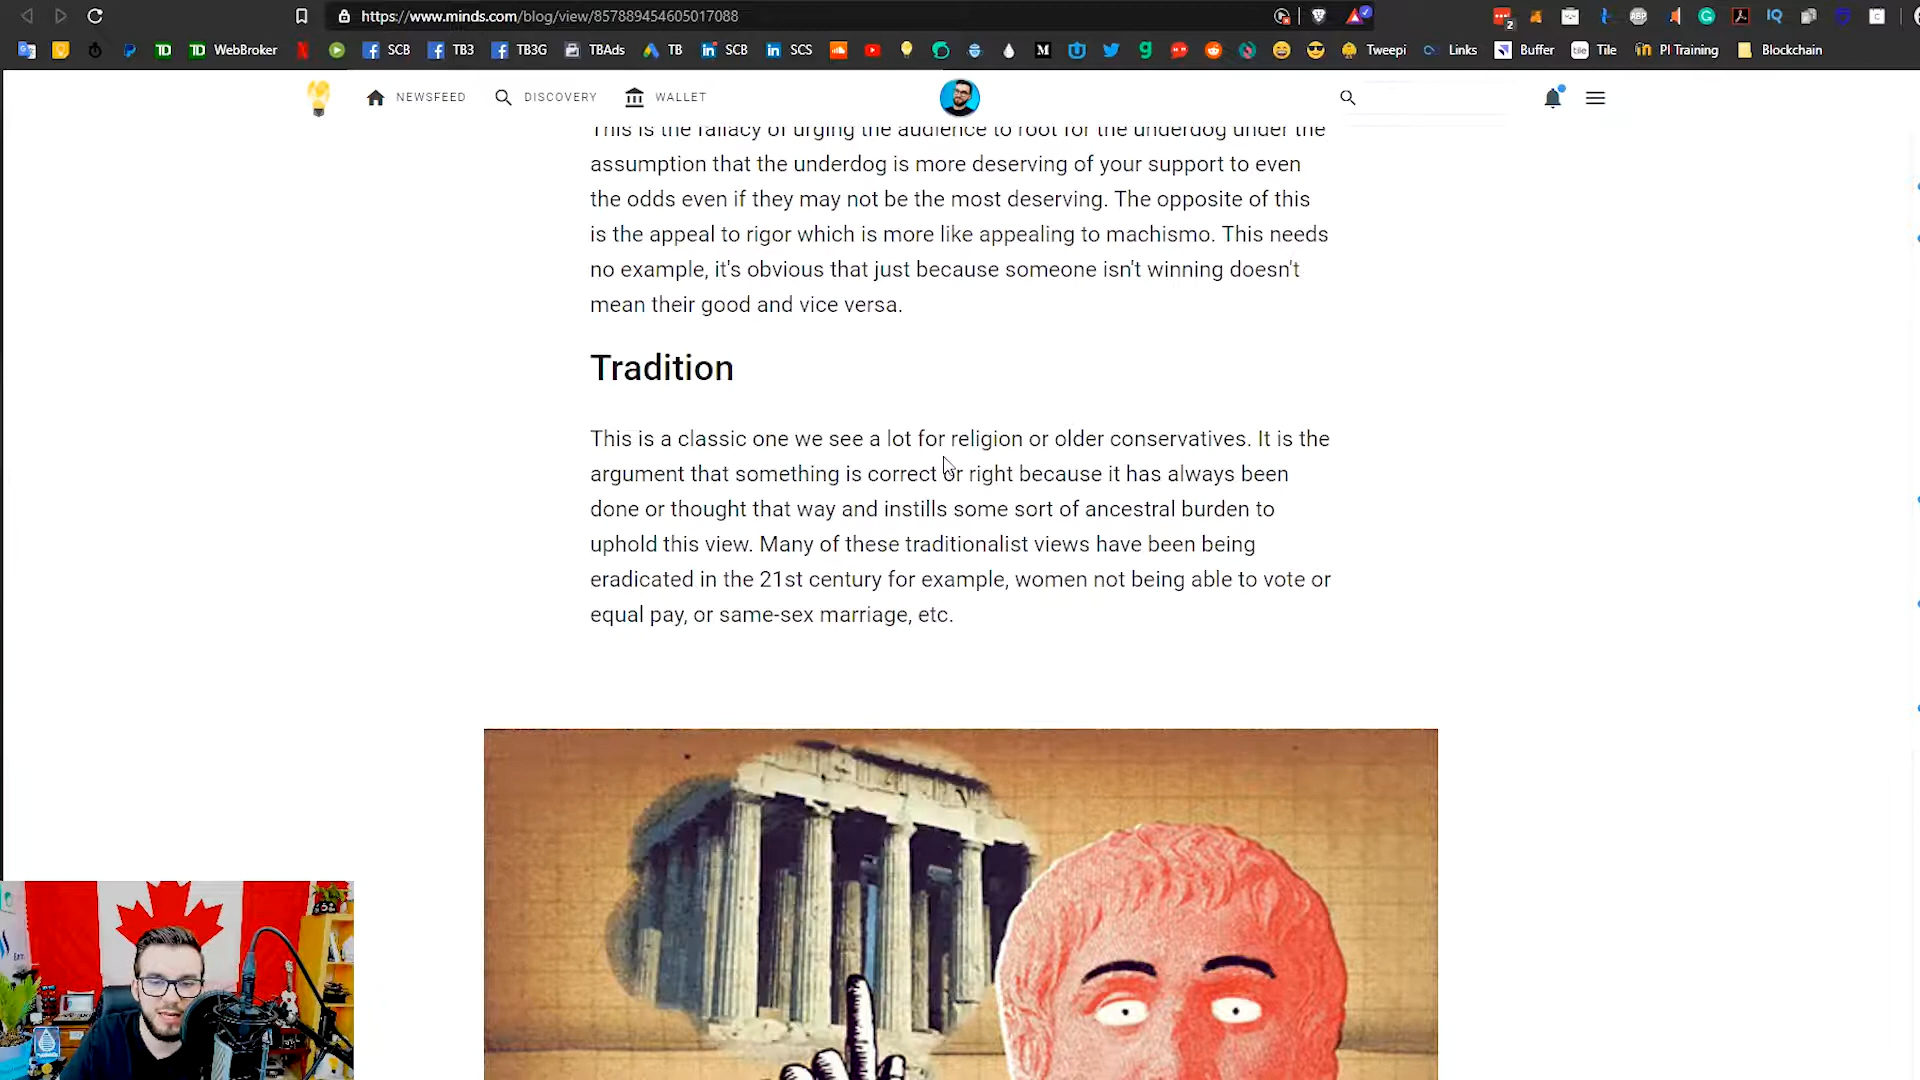 https://www.minds.com/blog/view/857889454605017088
TD TD WebBroker SCB TB3 TB3G TBAds TB SCB SCS Tweepi Links Buffer Tile PI Training Blockchain
NEWSFEED DISCOVERY WALLET
This is the fallacy of urging the audience to root for the underdog under the
assumption that the underdog is more deserving of your support to even
the odds even if they may not be the most deserving. The opposite of this
is the appeal to rigor which is more like appealing to machismo. This needs
no example, it's obvious that just because someone isn't winning doesn't
mean their good and vice versa.
Tradition
This is a classic one we see a lot for religion or older conservatives. It is the
argument that something is correct or right because it has always been
done or thought that way and instills some sort of ancestral burden to
uphold this view. Many of these traditionalist views have been being
eradicated in the 21st century for example, women not being able to vote or
equal pay, or same-sex marriage, etc.